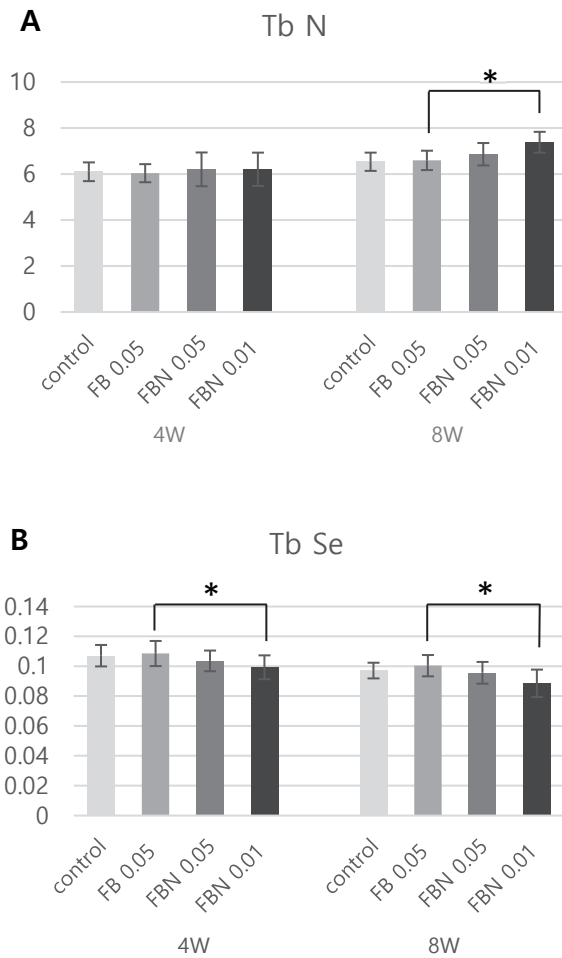 A
Tb N
*
10
8
6
4
2
0
control
FB 0.05
FBN 0.05
FBN 0.01
control
FB 0.05
FBN 0.05
FBN 0.01
4W
8W
B
Tb Se
*
*
0.14
0.12
0.1
0.08
0.06
0.04
0.02
0
control
FB 0.05
FBN 0.05
FBN 0.01
control
FB 0.05
FBN 0.05
FBN 0.01
4W
8W